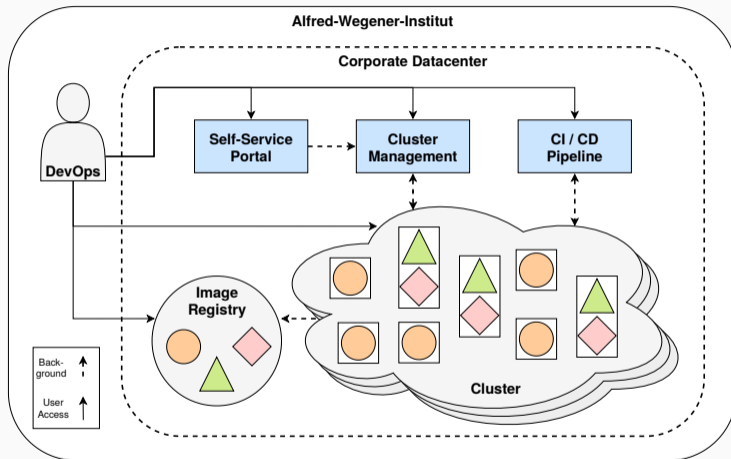 Alfred-Wegener-Institut
Corporate Datacenter
DevOps
Self-Service
Portal
Cluster
Management
CI / CD
Pipeline
Image
Registry
Cluster
Back-
ground
User
Access